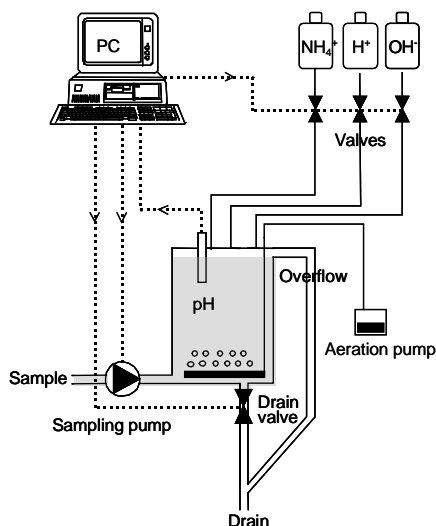 PC
NH4+
H+
OH-
Valves
Overflow
pH
Aeration pump
Sample
Sampling pump
Drain
valve
Drain